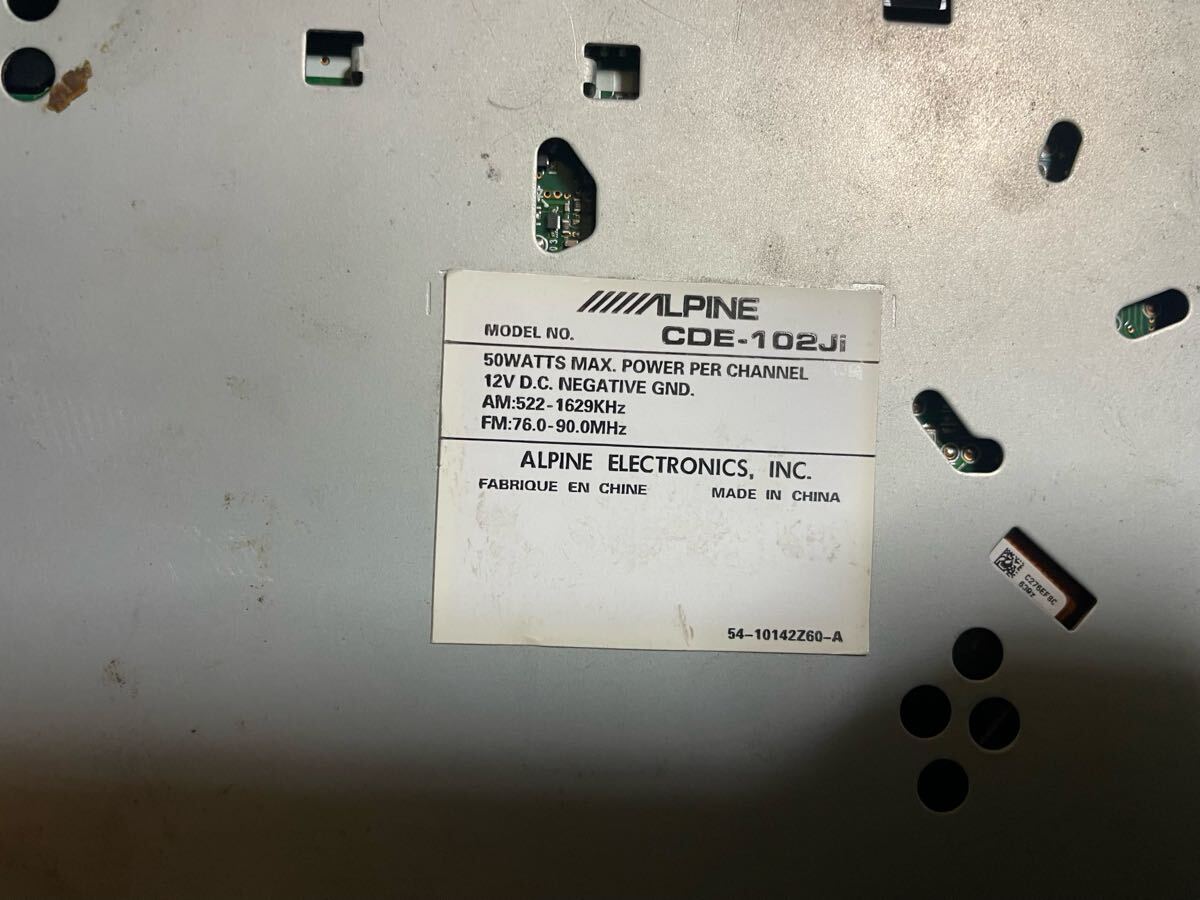 ALPINE
MODEL NO. CDE-102Ji
50WATTS MAX. POWER PER CHANNEL
12V D.C. NEGATIVE GND.
AM:522-1629KHz
FM:76.0-90.0MHz
ALPINE ELECTRONICS, INC.
FABRIQUE EN CHINE MADE IN CHINA
C276EF8C
54-10142Z60-A